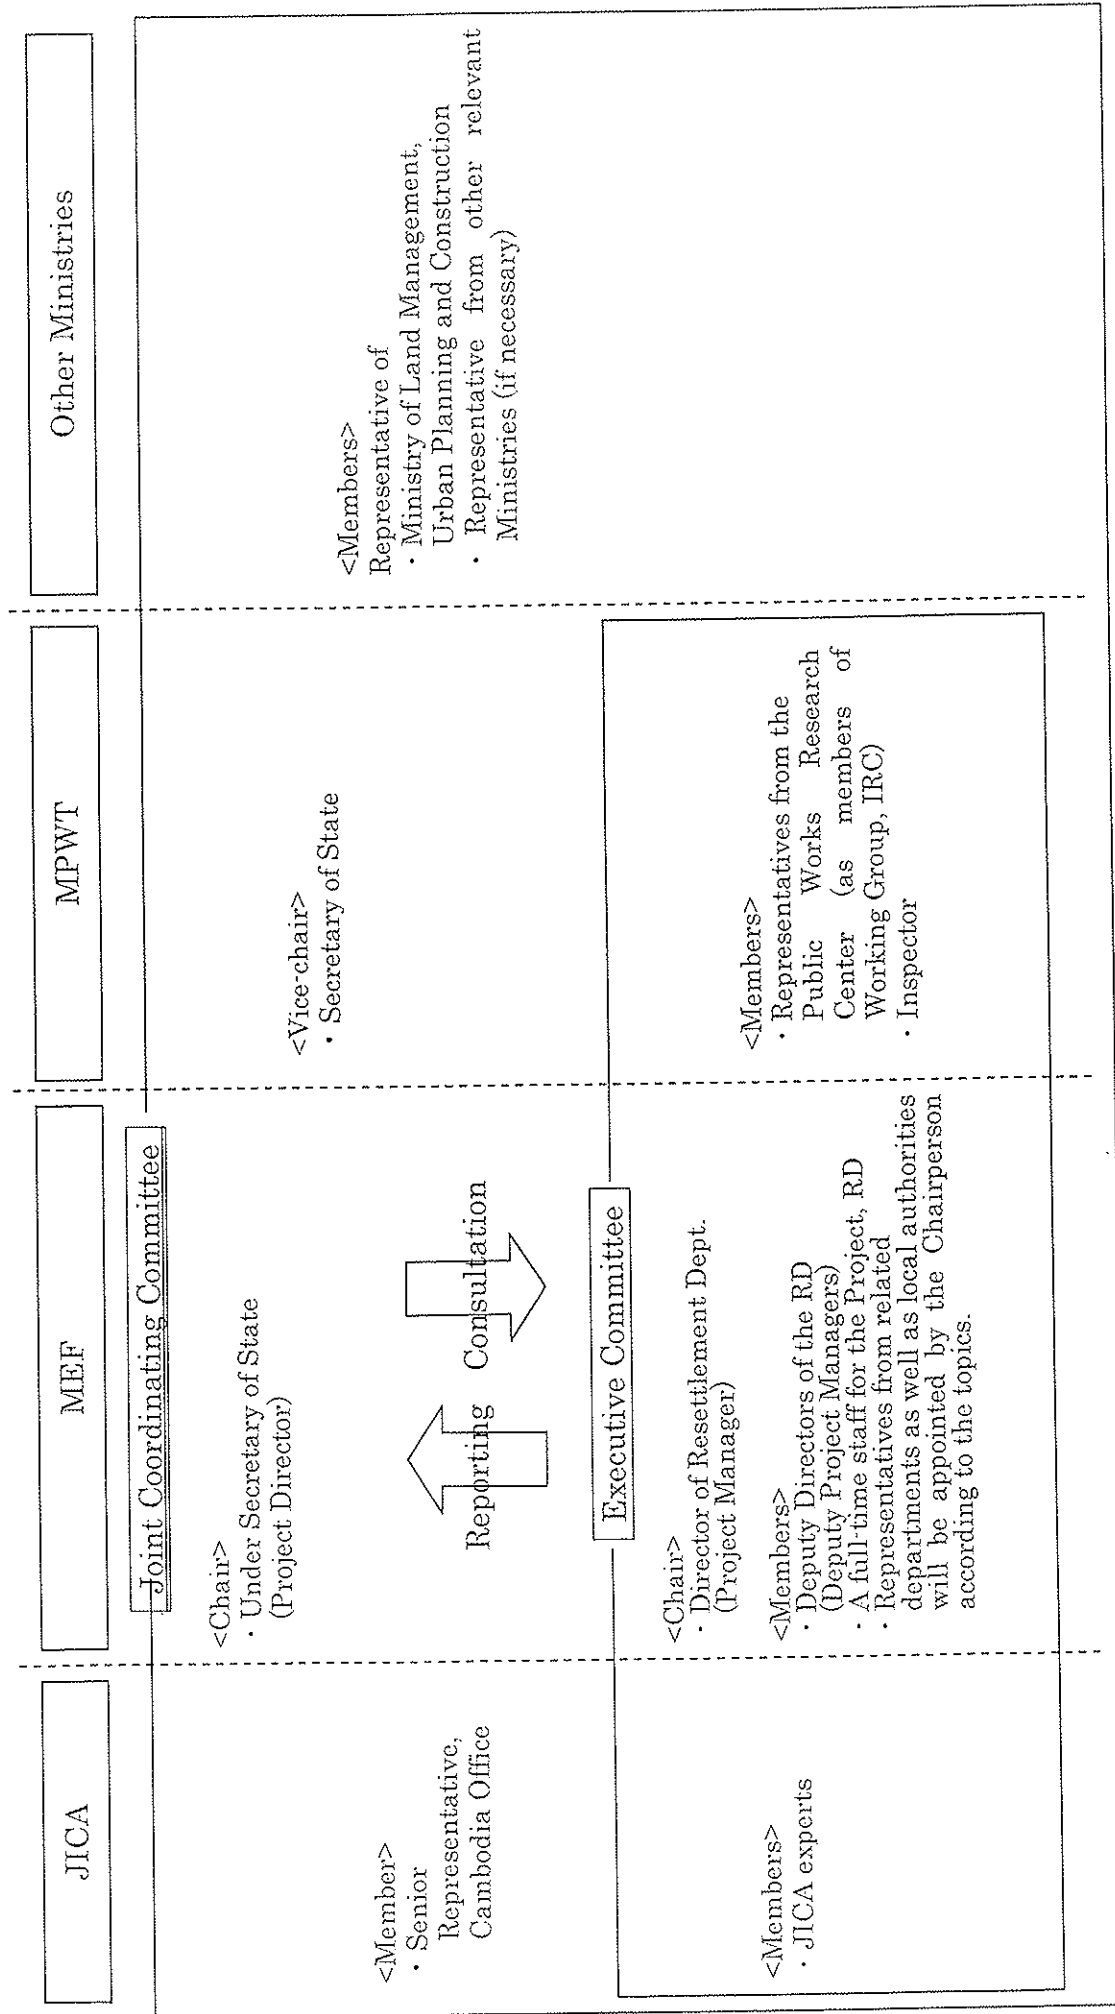 JICA
MEF
MPWT
Other Ministries
Joint Coordinating Committee
<Member>
・Senior
Representative,
Cambodia Office
<Chair>
・Under Secretary of State
(Project Director)
<Vice-chair>
・Secretary of State
<Members>
Representative of
・Ministry of Land Management,
Urban Planning and Construction
・Representative from other relevant
Ministries (if necessary)
Reporting
Consultation
Executive Committee
<Members>
・JICA experts
<Chair>
・Director of Resettlement Dept.
(Project Manager)
<Members>
・Deputy Directors of the RD
(Deputy Project Managers)
・A full-time staff for the Project, RD
・Representatives from related
departments as well as local authorities
will be appointed by the Chairperson
according to the topics.
<Members>
・Representatives from the
Public Works Research
Center (as members of
Working Group, IRC)
・Inspector